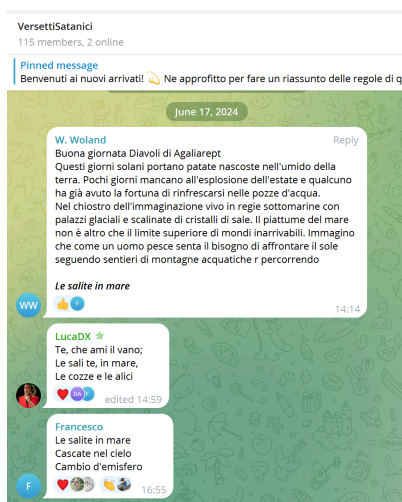 VersettiSatanici
115 members, 2 online
Pinned message
Benvenuti ai nuovi arrivati! 💫 Ne approfitto per fare un riassunto delle regole di q
June 17, 2024
W. Woland Reply
Buona giornata Diavoli di Agaliarept
Questi giorni solani portano patate nascoste nell'umido della
terra. Pochi giorni mancano all'esplosione dell'estate e qualcuno
ha già avuto la fortuna di rinfrescarsi nelle pozze d'acqua.
Nel chiostro dell'immaginazione vivo in regie sottomarine con
palazzi glaciali e scalinate di cristalli di sale. Il piattume del mare
non è altro che il limite superiore di mondi inarrivabili. Immagino
che come un uomo pesce senta il bisogno di affrontare il sole
seguendo sentieri di montagne acquatiche r percorrendo
Le salite in mare
👍 F
WW
14:14
LucaDX
Te, che ami il vano;
Le sali te, in mare,
Le cozze e le alici
❤️ DA F edited 14:59
Francesco
Le salite in mare
Cascate nel cielo
Cambio d'emisfero
F
❤️ 👏 16:55